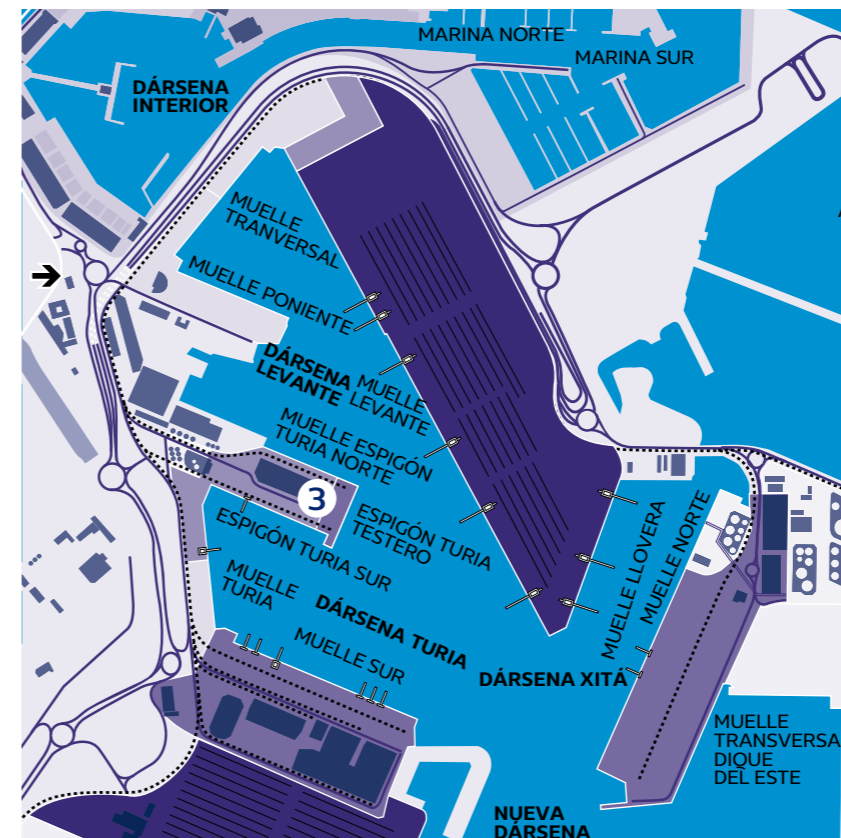 MARINA NORTE
MARINA SUR
DÁRSENA
INTERIOR
MUELLE
TRANVERSAL
MUELLE PONIENTE
DÁRSENA
LEVANTE
MUELLE
LEVANTE
MUELLE ESPIGÓN
TURIA NORTE
3
ESPIGÓN TURIA
TESTERO
ESPIGÓN TURIA SUR
MUELLE
TURIA
DÁRSENA TURIA
MUELLE SUR
MUELLE LLOVERA
MUELLE NORTE
DÁRSENA XITÁ
MUELLE
TRANSVERSA
DIQUE
DEL ESTE
NUEVA
DÁRSENA